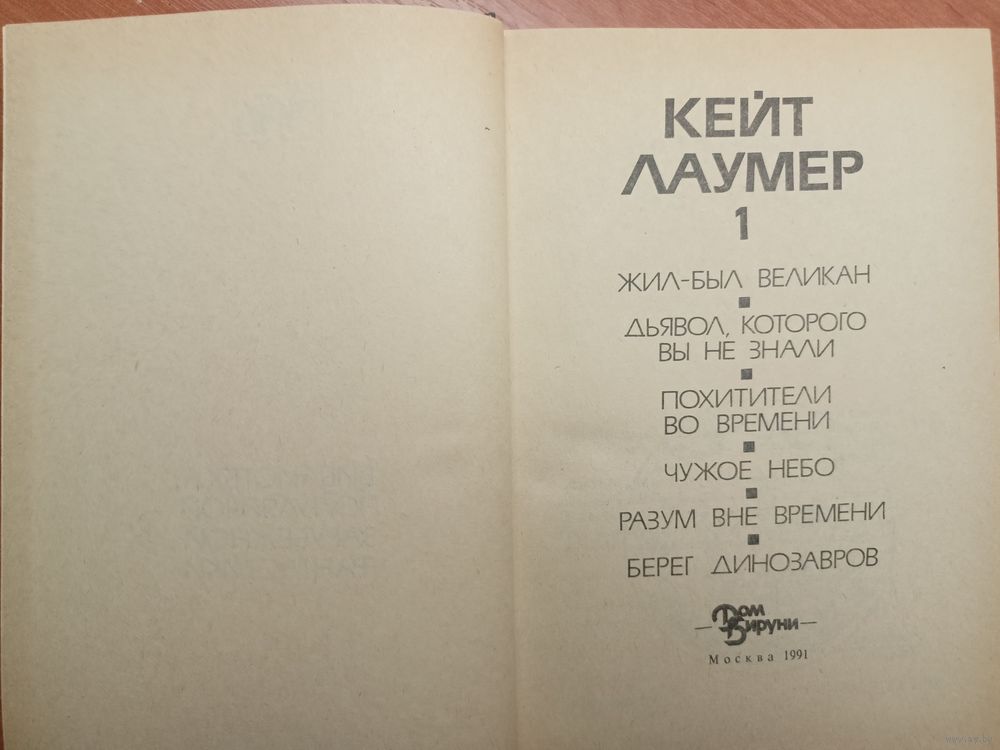 КЕЙТ
ЛАУМЕР
1
ЖИЛ-БЫЛ ВЕЛИКАН
ДЬЯВОЛ, КОТОРОГО
ВЫ НЕ ЗНАЛИ
ПОХИТИТЕЛИ
ВО ВРЕМЕНИ
ЧУЖОЕ НЕБО
РАЗУМ ВНЕ ВРЕМЕНИ
БЕРЕГ ДИНОЗАВРОВ
Дом
Бируни
Москва 1991